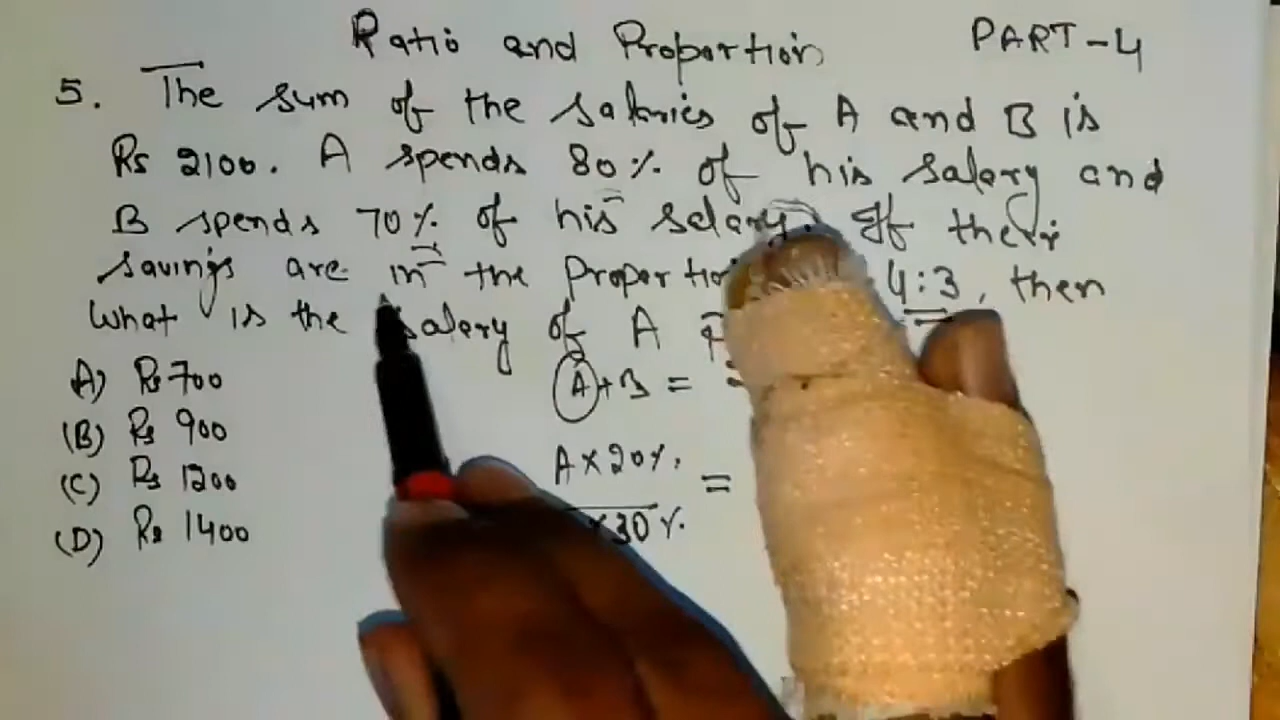 Ratio and Proportion PART-4
5. The sum of the salaries of A and B is
Rs 2100. A spends 80% of his salary and
B spends 70% of his salary. If their
savings are in the Proportion 4:3, then
What is the salary of A
A) Rs 700
(B) Rs 900
(C) Rs 1200
(D) Rs 1400
A+B =
A×20% =
×30%